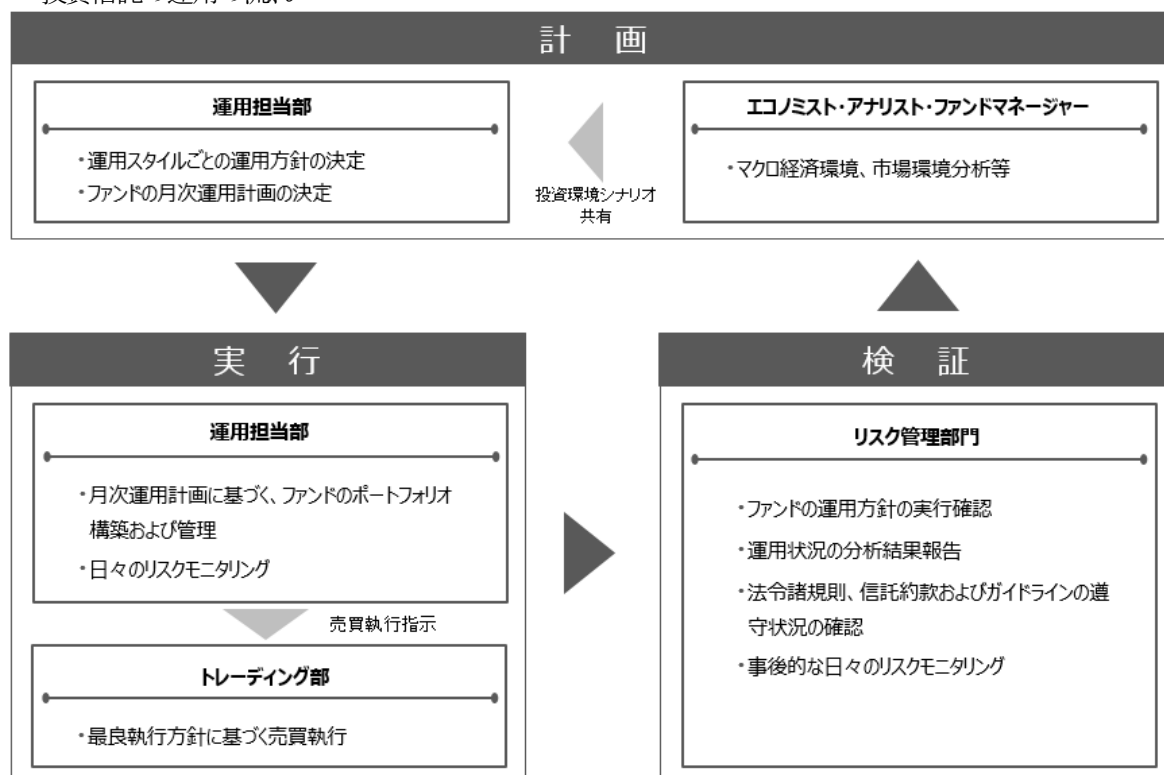 計 画
運用担当部
・運用スタイルごとの運用方針の決定
・ファンドの月次運用計画の決定
投資環境シナリオ
共有
エコノミスト・アナリスト・ファンドマネージャー
・マクロ経済環境、市場環境分析等
実 行
運用担当部
・月次運用計画に基づく、ファンドのポートフォリオ
構築および管理
・日々のリスクモニタリング
売買執行指示
トレーディング部
・最良執行方針に基づく売買執行
検 証
リスク管理部門
・ファンドの運用方針の実行確認
・運用状況の分析結果報告
・法令諸規則、信託約款およびガイドラインの遵
守状況の確認
・事後的な日々のリスクモニタリング